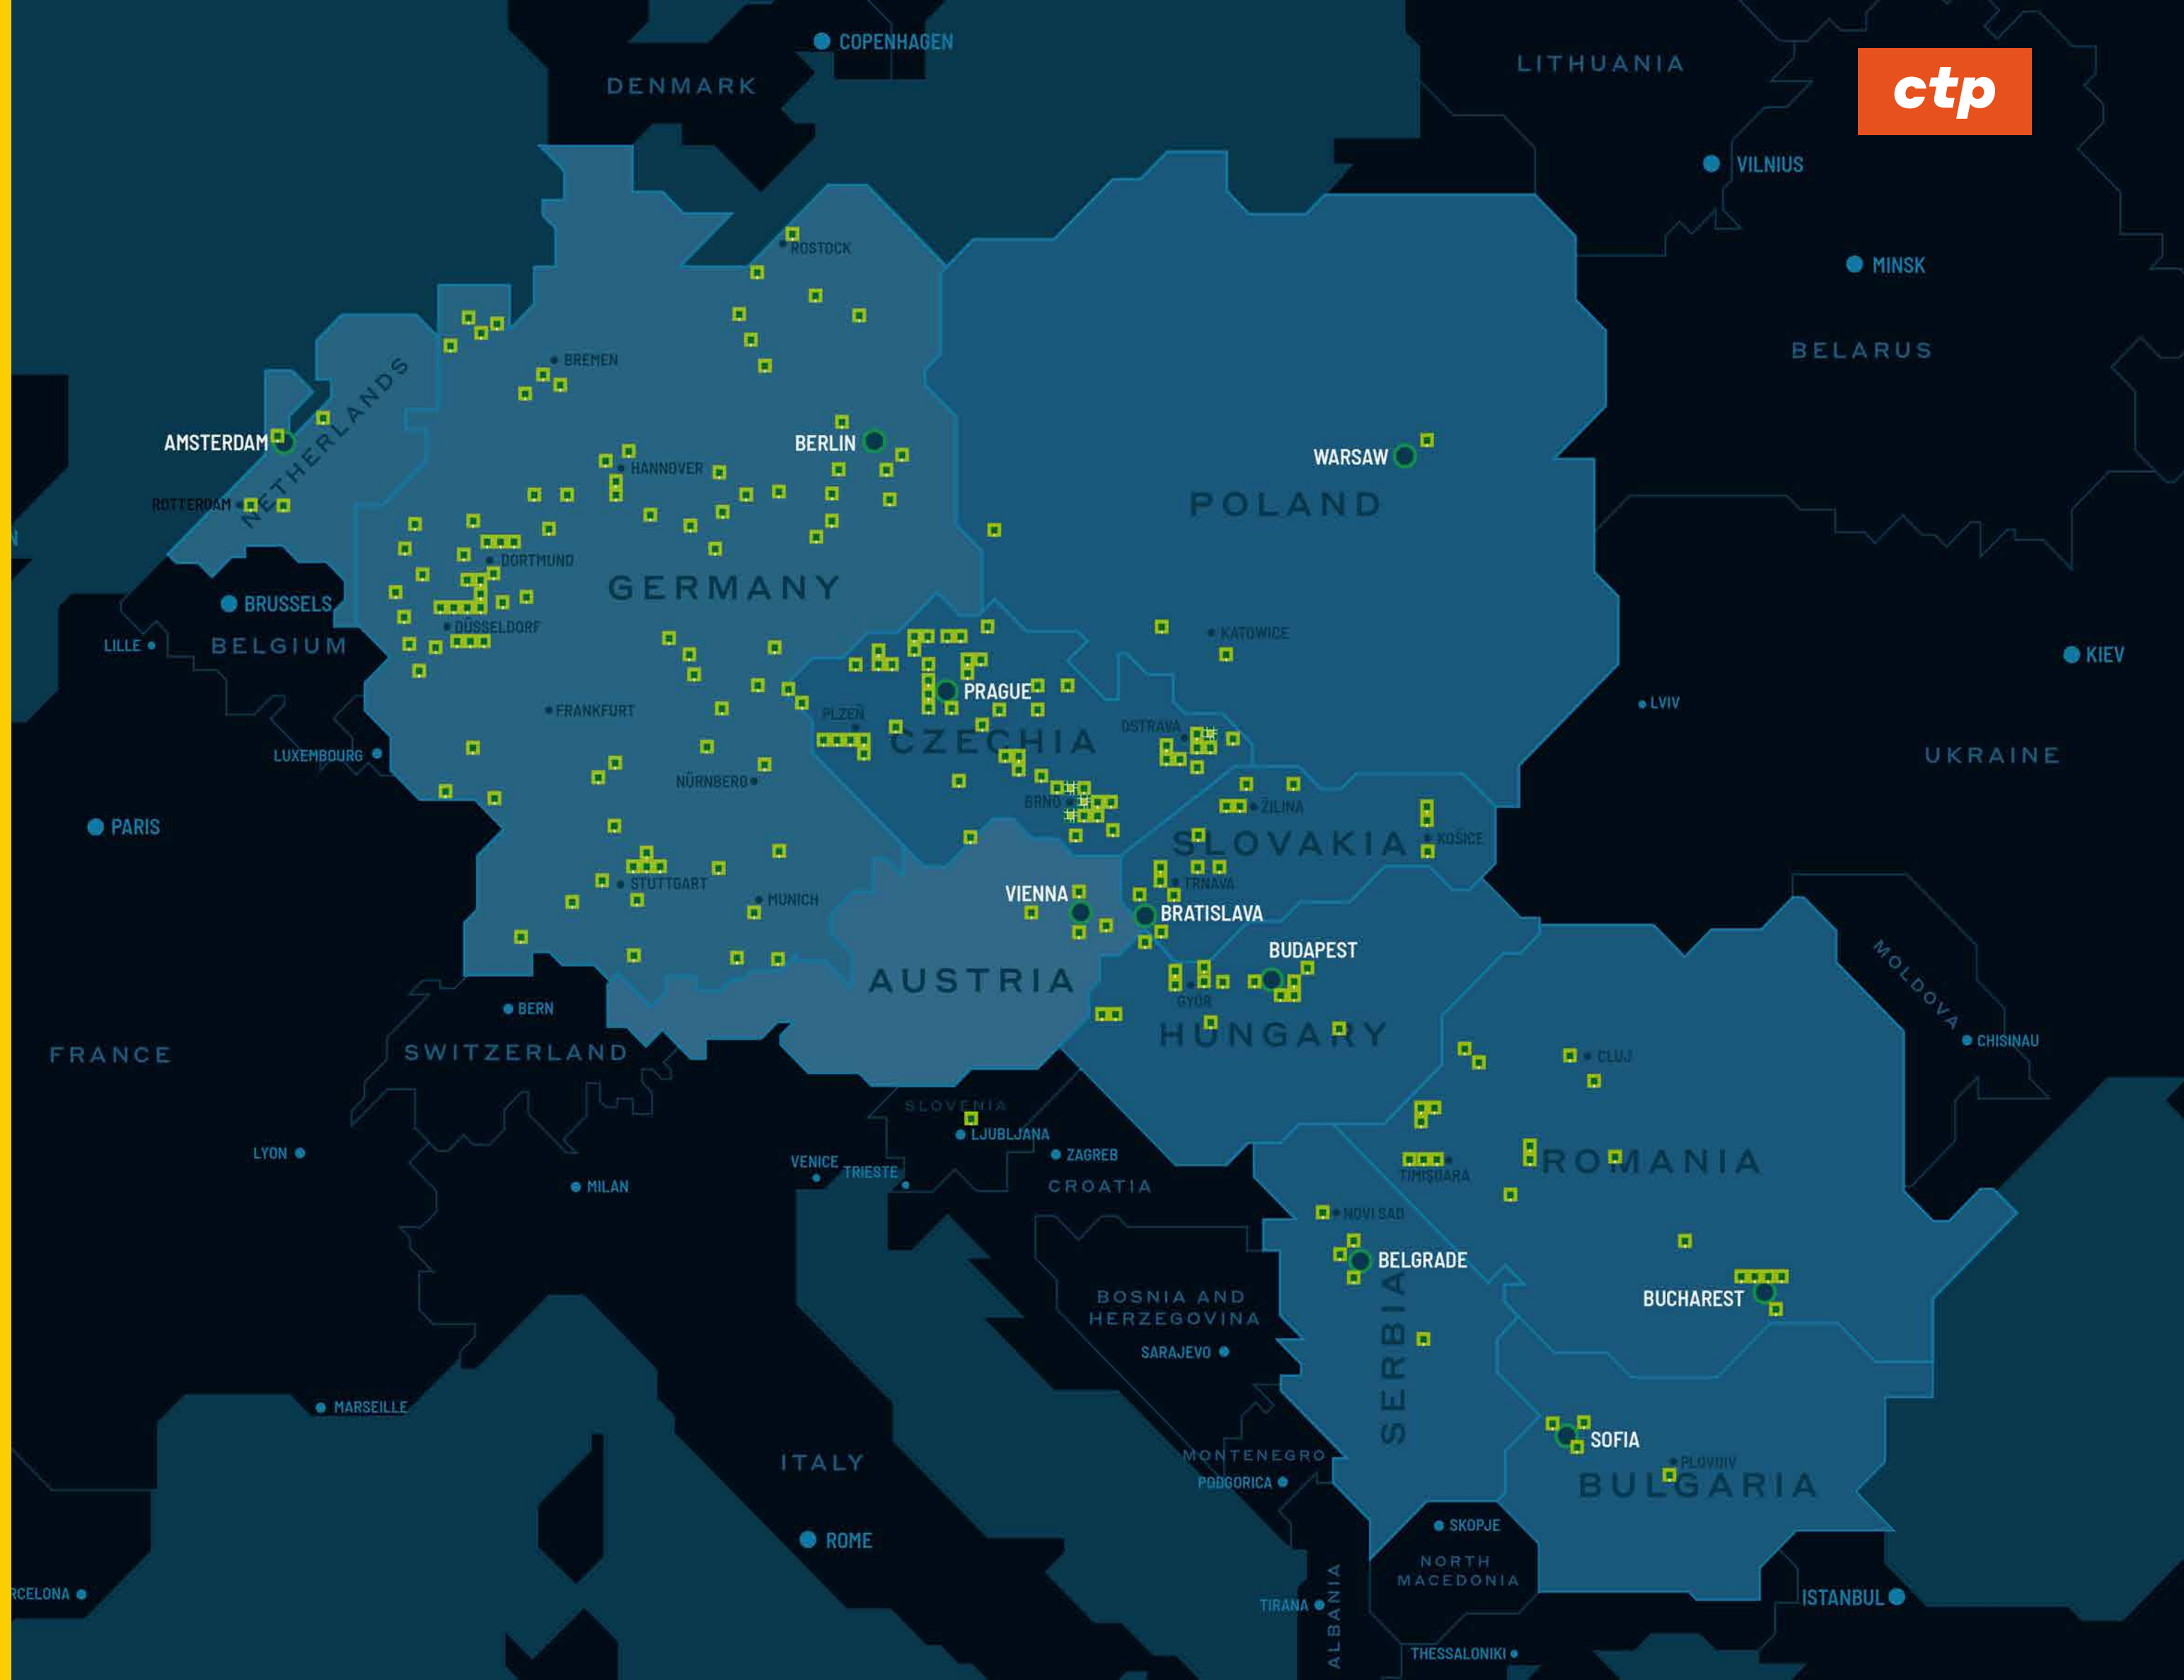 COPENHAGEN
DENMARK
LITHUANIA
ctp
VILNIUS
ROSTOCK
MINSK
BREMEN
BELARUS
NETHERLANDS
AMSTERDAM
BERLIN
HANNOVER
WARSAW
POLAND
ROTTERDAM
DORTMUND
GERMANY
BRUSSELS
DÜSSELDORF
KATOWICE
LILLE
BELGIUM
KIEV
PRAGUE
LVIV
FRANKFURT
PLZEŇ
OSTRAVA
CZECHIA
LUXEMBOURG
UKRAINE
NÜRNBERG
BRNO
ŽILINA
PARIS
SLOVAKIA
KOŠICE
STUTTGART
TRNAVA
VIENNA
MUNICH
BRATISLAVA
BUDAPEST
MOLDOVA
AUSTRIA
GYŐR
BERN
HUNGARY
CHISINAU
FRANCE
SWITZERLAND
CLUJ
SLOVENIA
LJUBLJANA
LYON
ZAGREB
VENICE
TRIESTE
ROMANIA
TIMIȘOARA
MILAN
CROATIA
NOVI SAD
BELGRADE
BOSNIA AND
HERZEGOVINA
BUCHAREST
SARAJEVO
SERBIA
MARSEILLE
SOFIA
ITALY
MONTENEGRO
PLOVDIV
PODGORICA
BULGARIA
SKOPJE
ROME
NORTH
MACEDONIA
RCELONA
ISTANBUL
TIRANA
ALBANIA
THESSALONIKI